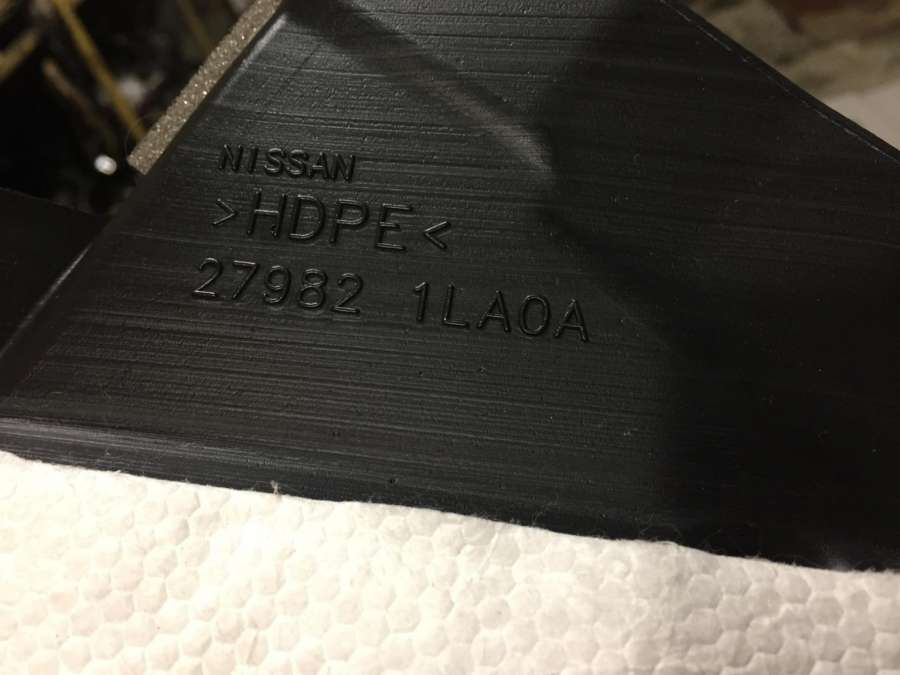 NISSAN
>HDPE<
27982 1LA0A